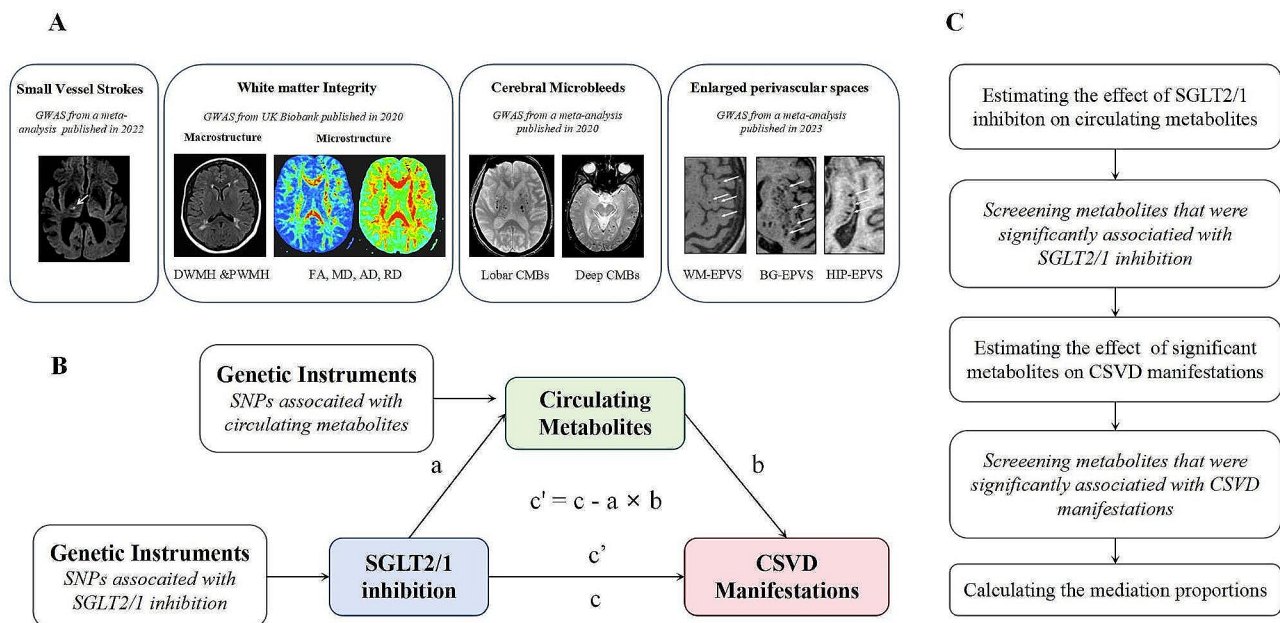 A
Small Vessel Strokes
GWAS from a meta-
analysis published in 2022
White matter Integrity
GWAS from UK Biobank published in 2020
Macrostructure
Microstructure
DWMH &PWMH
FA, MD, AD, RD
Cerebral Microbleeds
GWAS from a meta-analysis
published in 2020
Lobar CMBs
Deep CMBs
Enlarged perivascular spaces
GWAS from a meta-analysis
published in 2023
WM-EPVS
BG-EPVS
HIP-EPVS
B
Genetic Instruments
SNPs assocaited with
circulating metabolites
Circulating
Metabolites
a
b
c' = c - a × b
Genetic Instruments
SNPs assocaited with
SGLT2/1 inhibition
SGLT2/1
inhibition
c’
c
CSVD
Manifestations
C
Estimating the effect of SGLT2/1
inhibiton on circulating metabolites
Screeening metabolites that were
significantly associatied with
SGLT2/1 inhibition
Estimating the effect of significant
metabolites on CSVD manifestations
Screeening metabolites that were
significantly associatied with CSVD
manifestations
Calculating the mediation proportions